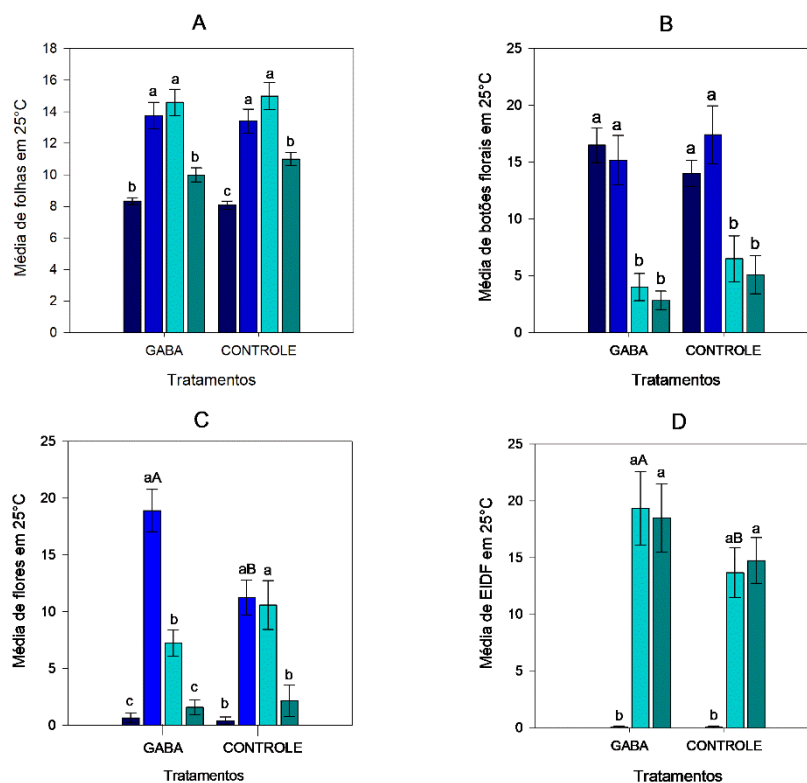 A
Média de folhas em 25°C
18
16
14
12
10
8
6
4
2
0
b a a b
c a a b
GABA CONTROLE
Tratamentos
B
Média de botões florais em 25°C
25
20
15
10
5
0
a a b b
a a b b
GABA CONTROLE
Tratamentos
C
Média de flores em 25°C
25
20
15
10
5
0
c aA b c
b aB a b
GABA CONTROLE
Tratamentos
D
Média de EIDF em 25°C
25
20
15
10
5
0
b aA a
b aB a
GABA CONTROLE
Tratamentos